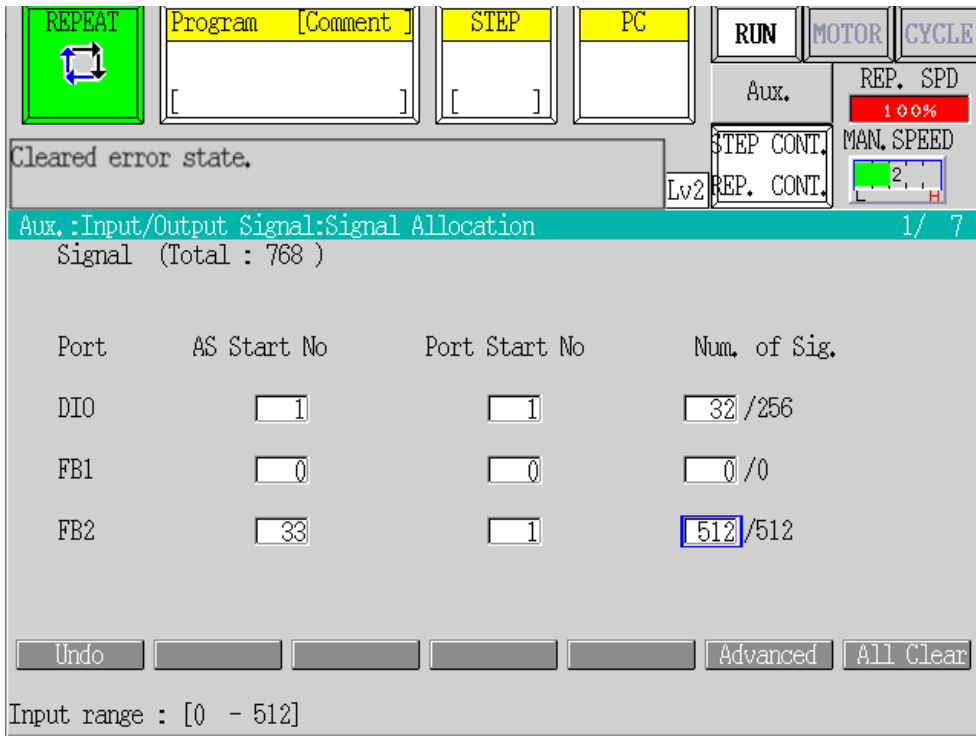 REPEAT
Program [Comment ]
[ ]
STEP
[ ]
PC
RUN
MOTOR
CYCLE
Aux.
REP. SPD
100%
Cleared error state.
Lv2
STEP CONT.
REP. CONT.
MAN.SPEED
2
L H
Aux.:Input/Output Signal:Signal Allocation 1/ 7
Signal (Total : 768 )
Port AS Start No Port Start No Num. of Sig.
DIO 1 1 32 /256
FB1 0 0 0 /0
FB2 33 1 512 /512
Undo Advanced All Clear
Input range : [0 - 512]